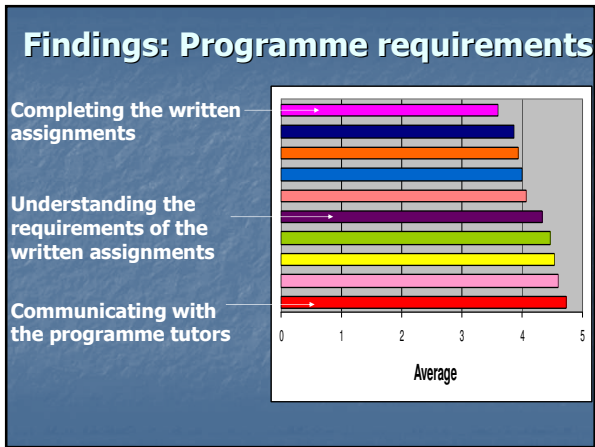 Findings: Programme requirements
Completing the written
assignments
Understanding the
requirements of the
written assignments
Communicating with
the programme tutors
0 1 2 3 4 5
Average